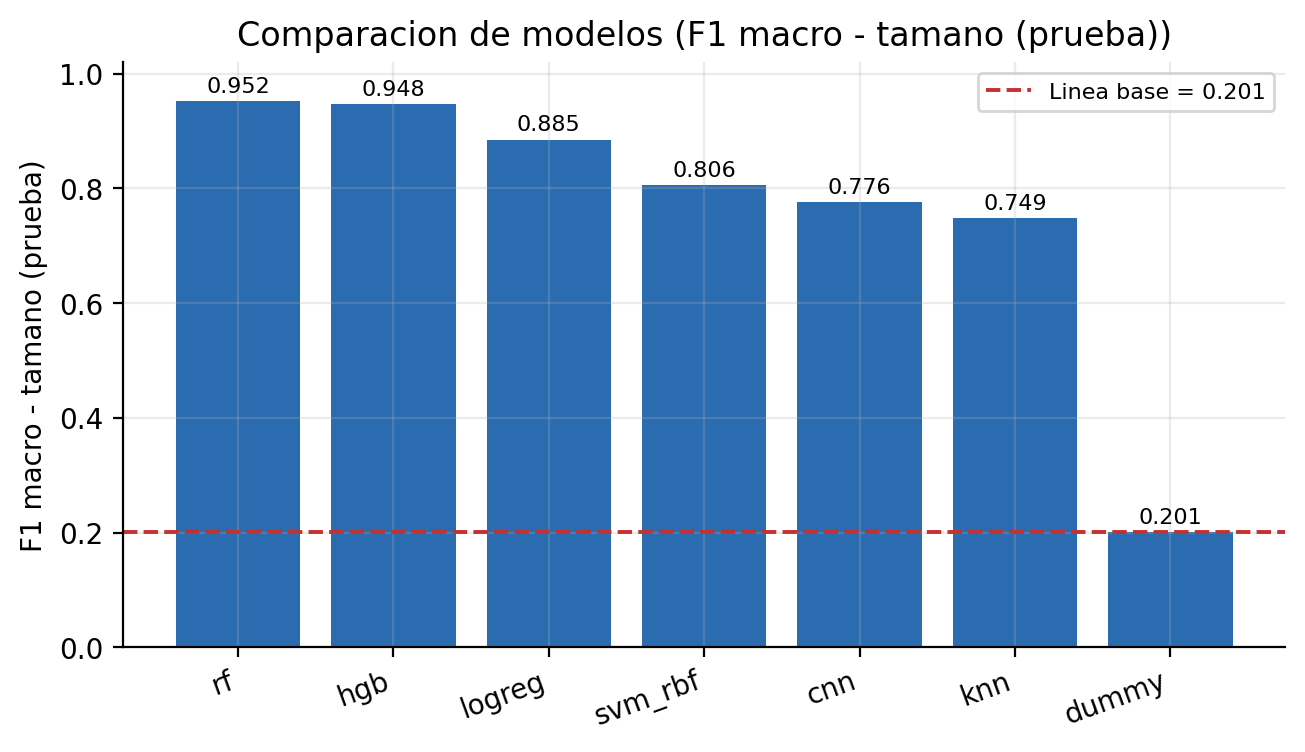 Comparacion de modelos (F1 macro - tamano (prueba))
Linea base = 0.201
F1 macro - tamano (prueba)
1.0
0.8
0.6
0.4
0.2
0.0
0.952
0.948
0.885
0.806
0.776
0.749
0.201
rf
hgb
logreg
svm_rbf
cnn
knn
dummy